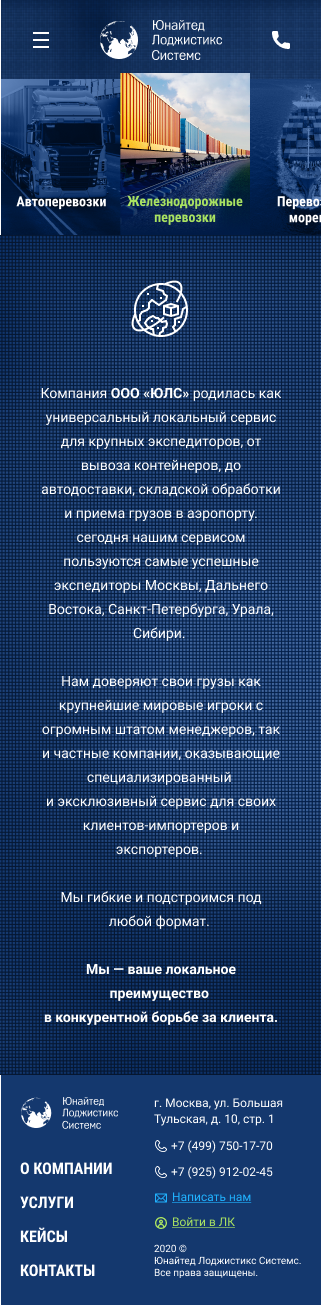 Юнайтед
Лоджистикс
Системс
Автоперевозки
Железнодорожные
перевозки
Перево
море
Компания ООО «ЮЛС» родилась как
универсальный локальный сервис
для крупных экспедиторов, от
вывоза контейнеров, до
автодоставки, складской обработки
и приема грузов в аэропорту.
сегодня нашим сервисом
пользуются самые успешные
экспедиторы Москвы, Дальнего
Востока, Санкт-Петербурга, Урала,
Сибири.
Нам доверяют свои грузы как
крупнейшие мировые игроки с
огромным штатом менеджеров, так
и частные компании, оказывающие
специализированный
и эксклюзивный сервис для своих
клиентов-импортеров и
экспортеров.
Мы гибкие и подстроимся под
любой формат.
Мы — ваше локальное
преимущество
в конкурентной борьбе за клиента.
Юнайтед
Лоджистикс
Системс
О КОМПАНИИ
УСЛУГИ
КЕЙСЫ
КОНТАКТЫ
г. Москва, ул. Большая
Тульская, д. 10, стр. 1
+7 (499) 750-17-70
+7 (925) 912-02-45
Написать нам
Войти в ЛК
2020 ©
Юнайтед Лоджистикс Системс.
Все права защищены.